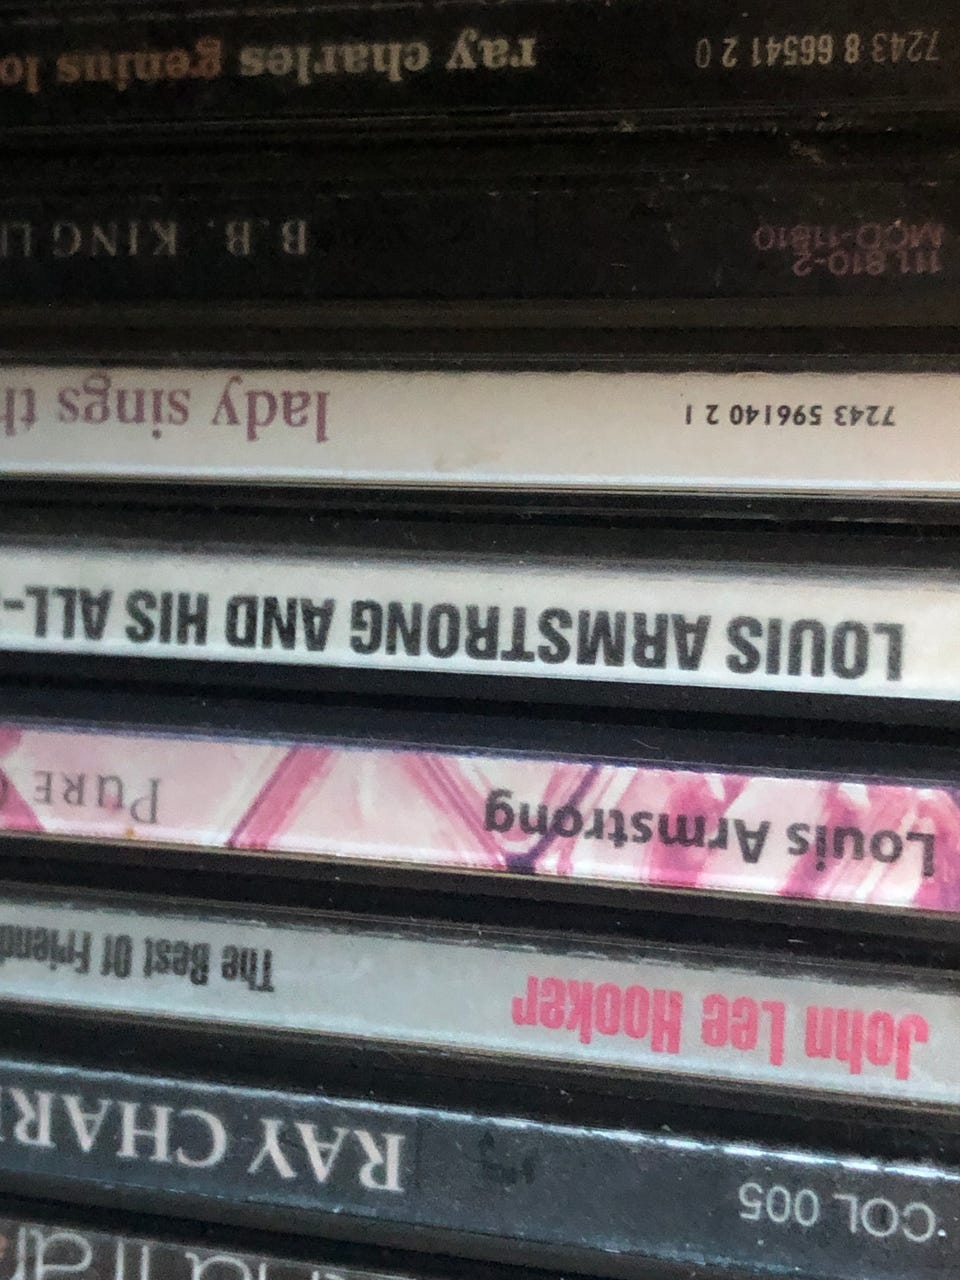 7243 8 66541 2 0 ray charles genius lo
111 810-2
MCD-11810
B.B. KING LI
7243 596140 2 1 lady sings th
LOUIS ARMSTRONG AND HIS ALL-
Louis Armstrong PURE
John Lee Hooker The Best Of Friend
COL 005 RAY CHAR